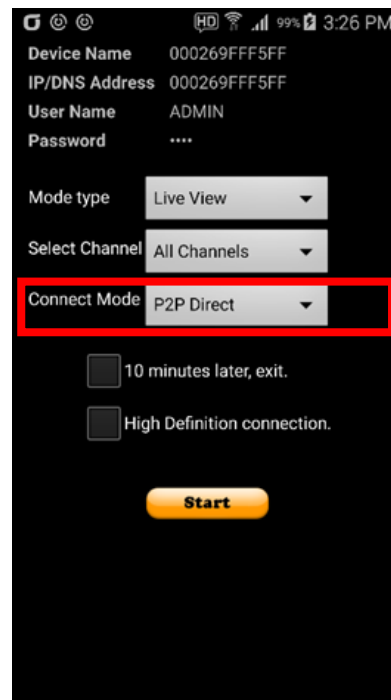 HD 99% 3:26 PM
Device Name 000269FFF5FF
IP/DNS Address 000269FFF5FF
User Name ADMIN
Password ····
Mode type Live View
Select Channel All Channels
Connect Mode P2P Direct
10 minutes later, exit.
High Definition connection.
Start